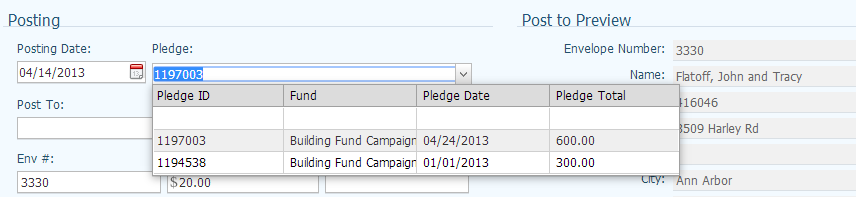 Posting
Posting Date: Pledge:
04/14/2013 1197003
Pledge ID Fund Pledge Date Pledge Total
1197003 Building Fund Campaign 04/24/2013 600.00
1194538 Building Fund Campaign 01/01/2013 300.00
Post To:
Env #:
3330 $20.00
Post to Preview
Envelope Number: 3330
Name: Flatoff, John and Tracy
416046
3509 Harley Rd
City: Ann Arbor